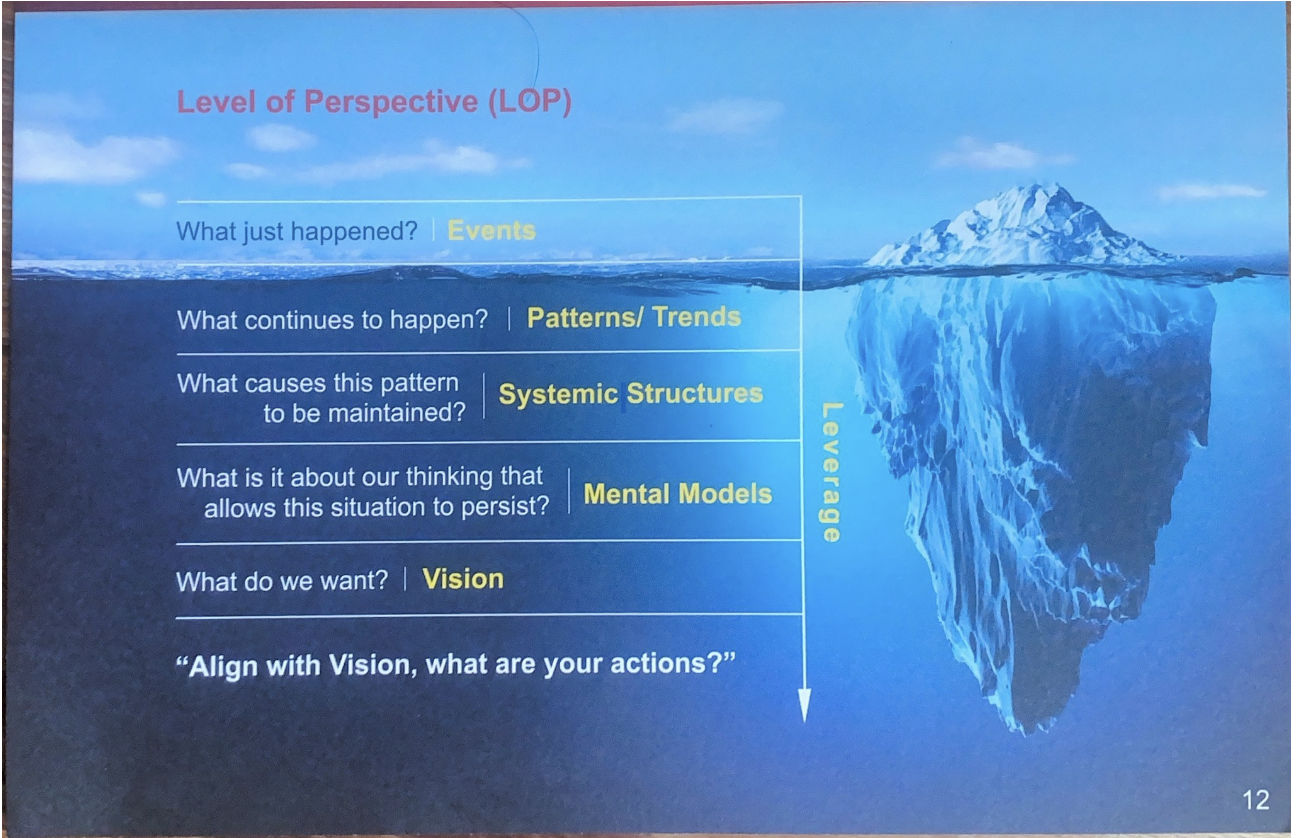 Level of Perspective (LOP)
What just happened? | Events
What continues to happen? | Patterns/ Trends
What causes this pattern
to be maintained? | Systemic Structures
What is it about our thinking that
allows this situation to persist? | Mental Models
What do we want? | Vision
“Align with Vision, what are your actions?”
Leverage
12